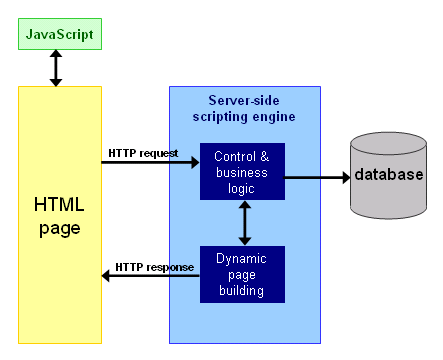 JavaScript
Server-side
scripting engine
HTTP request
Control &
business
logic
database
HTML
page
HTTP response
Dynamic
page
building